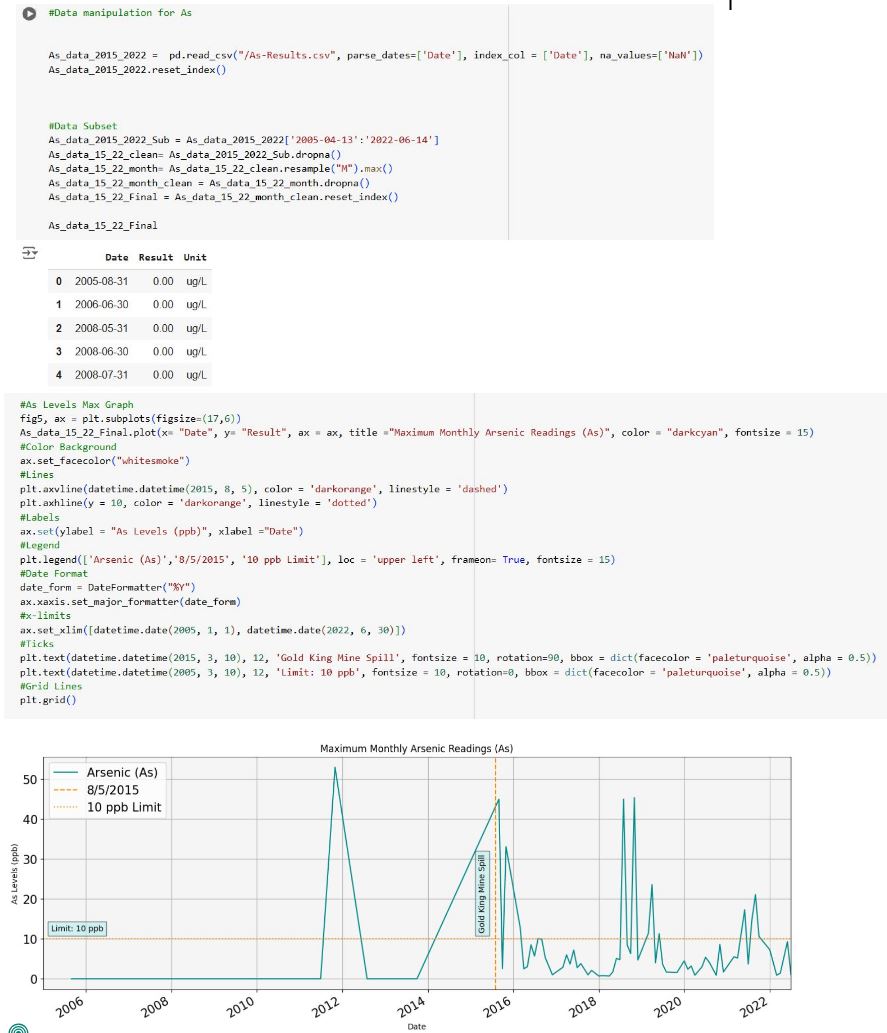 #Data manipulation for As
As_data_2015_2022 =  pd.read_csv("/As-Results.csv", parse_dates=['Date'], index_col = ['Date'], na_values=['NaN'])
As_data_2015_2022.reset_index()
#Data Subset
As_data_2015_2022_Sub = As_data_2015_2022['2005-04-13':'2022-06-14']
As_data_15_22_clean= As_data_2015_2022_Sub.dropna()
As_data_15_22_month= As_data_15_22_clean.resample("M").max()
As_data_15_22_month_clean = As_data_15_22_month.dropna()
As_data_15_22_Final = As_data_15_22_month_clean.reset_index()
As_data_15_22_Final
Date Result Unit
0 2005-08-31 0.00 ug/L
1 2006-06-30 0.00 ug/L
2 2008-05-31 0.00 ug/L
3 2008-06-30 0.00 ug/L
4 2008-07-31 0.00 ug/L
#As Levels Max Graph
fig5, ax = plt.subplots(figsize=(17,6))
As_data_15_22_Final.plot(x= "Date", y= "Result", ax = ax, title ="Maximum Monthly Arsenic Readings (As)", color = "darkcyan", fontsize = 15)
#Color Background
ax.set_facecolor("whitesmoke")
#Lines
plt.axvline(datetime.datetime(2015, 8, 5), color = 'darkorange', linestyle = 'dashed')
plt.axhline(y = 10, color = 'darkorange', linestyle = 'dotted')
#Labels
ax.set(ylabel = "As Levels (ppb)", xlabel ="Date")
#Legend
plt.legend(['Arsenic (As)','8/5/2015', '10 ppb Limit'], loc = 'upper left', frameon= True, fontsize = 15)
#Date Format
date_form = DateFormatter("%Y")
ax.xaxis.set_major_formatter(date_form)
#x-limits
ax.set_xlim([datetime.date(2005, 1, 1), datetime.date(2022, 6, 30)])
#Ticks
plt.text(datetime.datetime(2015, 3, 10), 12, 'Gold King Mine Spill', fontsize = 10, rotation=90, bbox = dict(facecolor = 'paleturquoise', alpha = 0.5))
plt.text(datetime.datetime(2005, 3, 10), 12, 'Limit: 10 ppb', fontsize = 10, rotation=0, bbox = dict(facecolor = 'paleturquoise', alpha = 0.5))
#Grid Lines
plt.grid()
Maximum Monthly Arsenic Readings (As)
Arsenic (As)
8/5/2015
10 ppb Limit
As Levels (ppb)
50
40
30
20
10
0
Limit: 10 ppb
Gold King Mine Spill
2006 2008 2010 2012 2014 2016 2018 2020 2022
Date